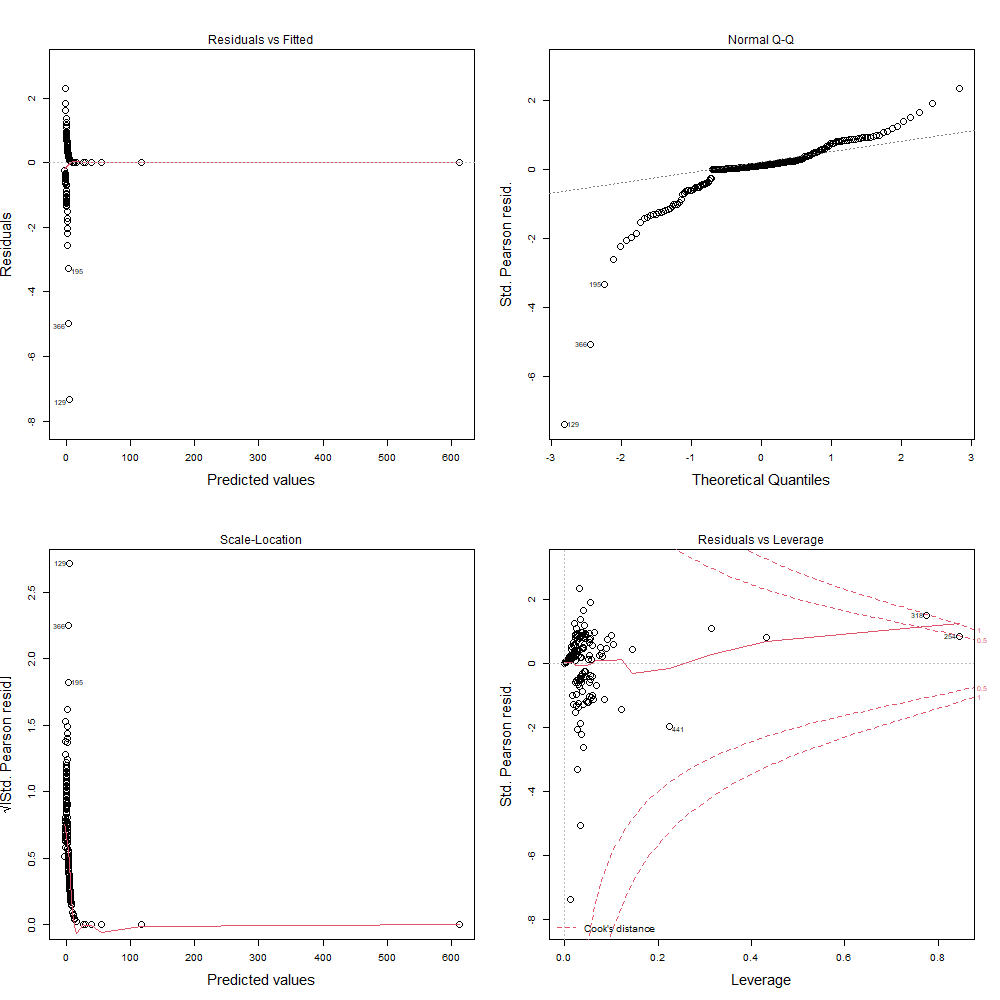 Residuals vs Fitted
Residuals
2
0
-2
-4
-6
-8
195
366
129
0 100 200 300 400 500 600
Predicted values
Normal Q-Q
Std. Pearson resid.
2
0
-2
-4
-6
195
366
129
-3 -2 -1 0 1 2 3
Theoretical Quantiles
Scale-Location
√|Std. Pearson resid.|
2.5
2.0
1.5
1.0
0.5
0.0
129
366
195
0 100 200 300 400 500 600
Predicted values
Residuals vs Leverage
Std. Pearson resid.
2
0
-2
-4
-6
-8
318
254
441
1
0.5
0.5
1
Cook's distance
0.0 0.2 0.4 0.6 0.8
Leverage